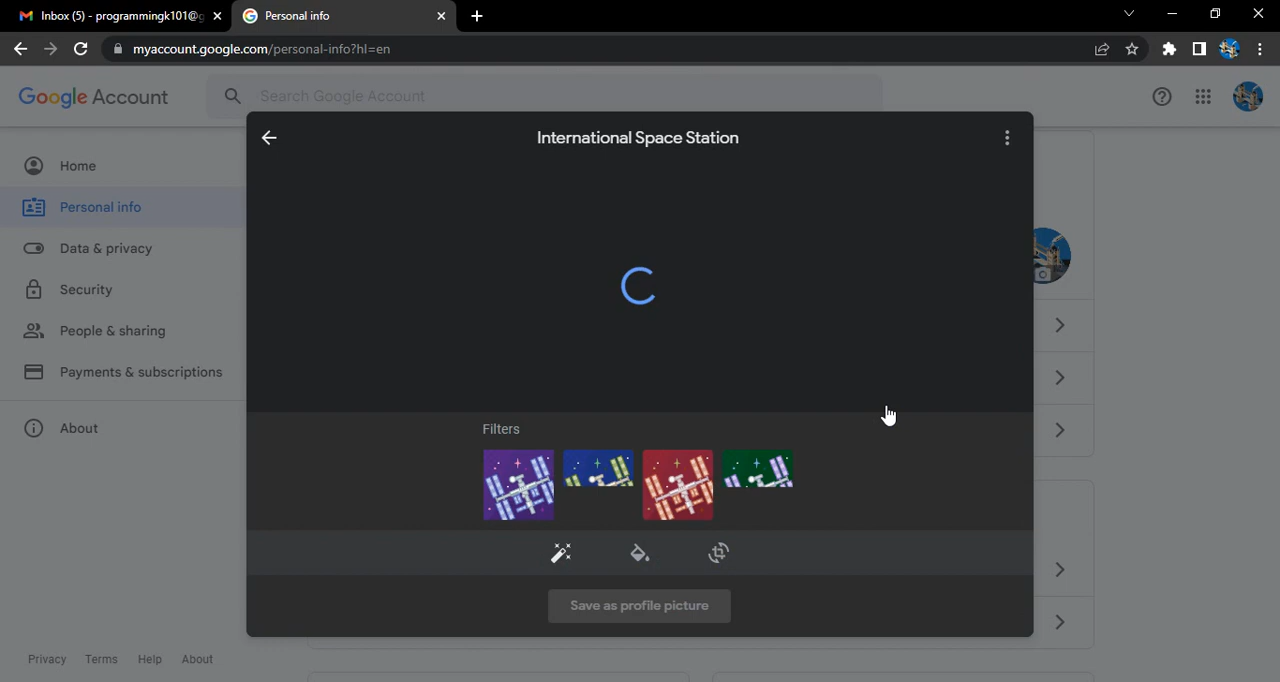 Inbox (5) - programmingk101@g
Personal info
myaccount.google.com/personal-info?hl=en
Google Account
Search Google Account
International Space Station
Home
Personal info
Data & privacy
Security
People & sharing
Payments & subscriptions
About
Filters
Save as profile picture
Privacy Terms Help About